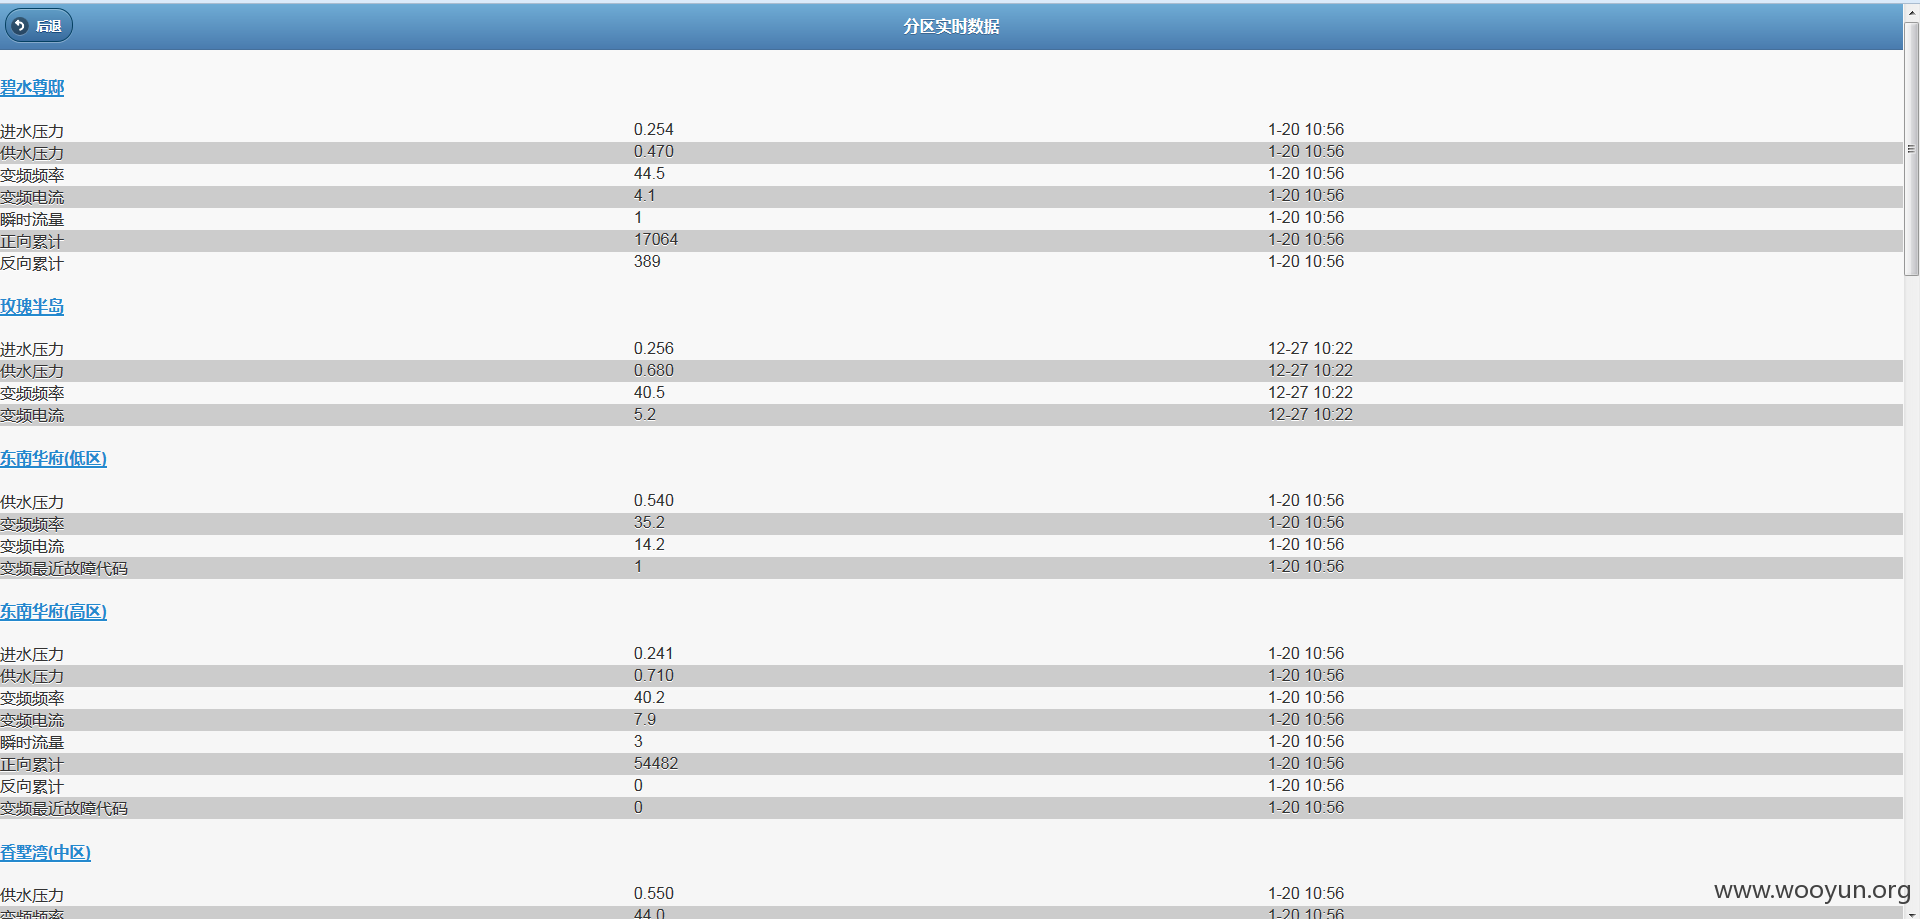 后退
分区实时数据
碧水尊邸
进水压力 0.254 1-20 10:56
供水压力 0.470 1-20 10:56
变频频率 44.5 1-20 10:56
变频电流 4.1 1-20 10:56
瞬时流量 1 1-20 10:56
正向累计 17064 1-20 10:56
反向累计 389 1-20 10:56
玫瑰半岛
进水压力 0.256 12-27 10:22
供水压力 0.680 12-27 10:22
变频频率 40.5 12-27 10:22
变频电流 5.2 12-27 10:22
东南华府(低区)
供水压力 0.540 1-20 10:56
变频频率 35.2 1-20 10:56
变频电流 14.2 1-20 10:56
变频最近故障代码 1 1-20 10:56
东南华府(高区)
进水压力 0.241 1-20 10:56
供水压力 0.710 1-20 10:56
变频频率 40.2 1-20 10:56
变频电流 7.9 1-20 10:56
瞬时流量 3 1-20 10:56
正向累计 54482 1-20 10:56
反向累计 0 1-20 10:56
变频最近故障代码 0 1-20 10:56
香墅湾(中区)
供水压力 0.550 1-20 10:56
变频频率 44.0 1-20 10:56
www.wooyun.org